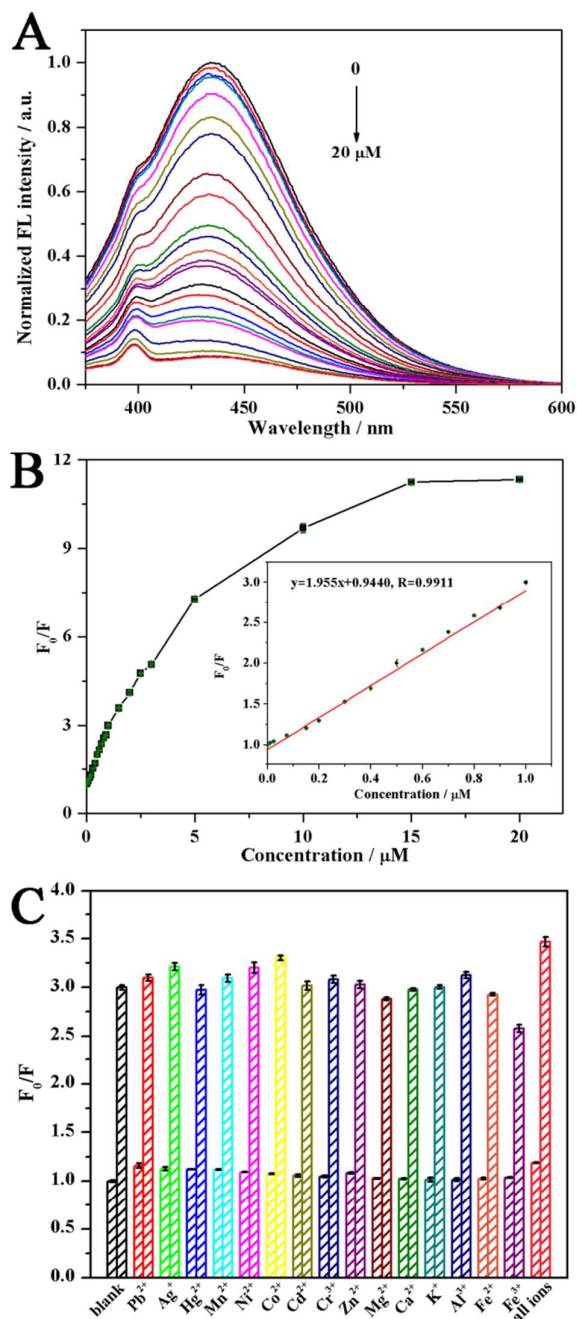 A
1.0
0.8
0.6
0.4
0.2
0.0
Normalized FL intensity / a.u.
0
20 μM
400 450 500 550 600
Wavelength / nm
B
12
9
6
3
0
F₀/F
y=1.955x+0.9440, R=0.9911
3.0
2.5
2.0
1.5
1.0
F₀/F
0.0 0.2 0.4 0.6 0.8 1.0
Concentration / μM
0 5 10 15 20
Concentration / μM
C
4.0
3.5
3.0
2.5
2.0
1.5
1.0
0.5
0.0
F₀/F
blank Pb²⁺ Ag⁺ Hg²⁺ Mn²⁺ Ni²⁺ Co²⁺ Cd²⁺ Cr³⁺ Zn²⁺ Mg²⁺ Ca²⁺ K⁺ Al³⁺ Fe²⁺ Fe³⁺ all ions